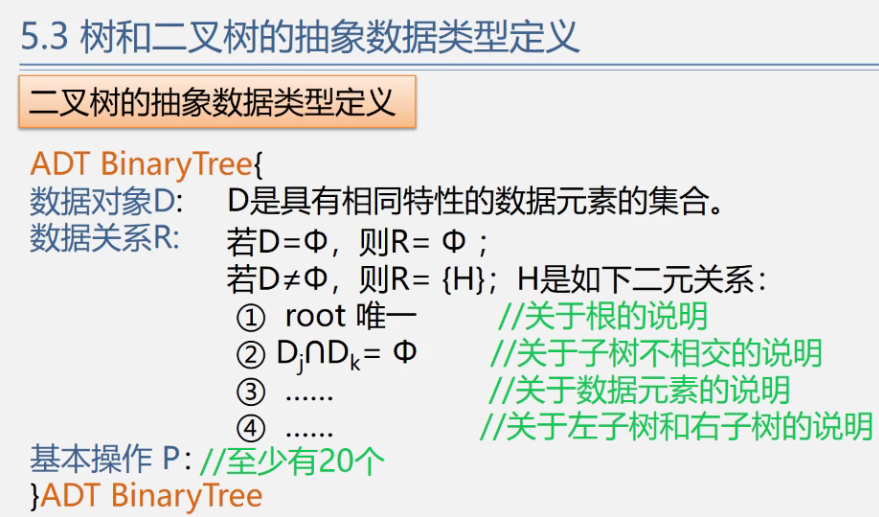 5.3 树和二叉树的抽象数据类型定义
二叉树的抽象数据类型定义
ADT BinaryTree{
数据对象D: D是具有相同特性的数据元素的集合。
数据关系R: 若D=Φ，则R= Φ ；
若D≠Φ，则R= {H}；H是如下二元关系：
① root 唯一 //关于根的说明
② Dj∩Dk= Φ //关于子树不相交的说明
③ …… //关于数据元素的说明
④ …… //关于左子树和右子树的说明
基本操作 P：//至少有20个
}ADT BinaryTree